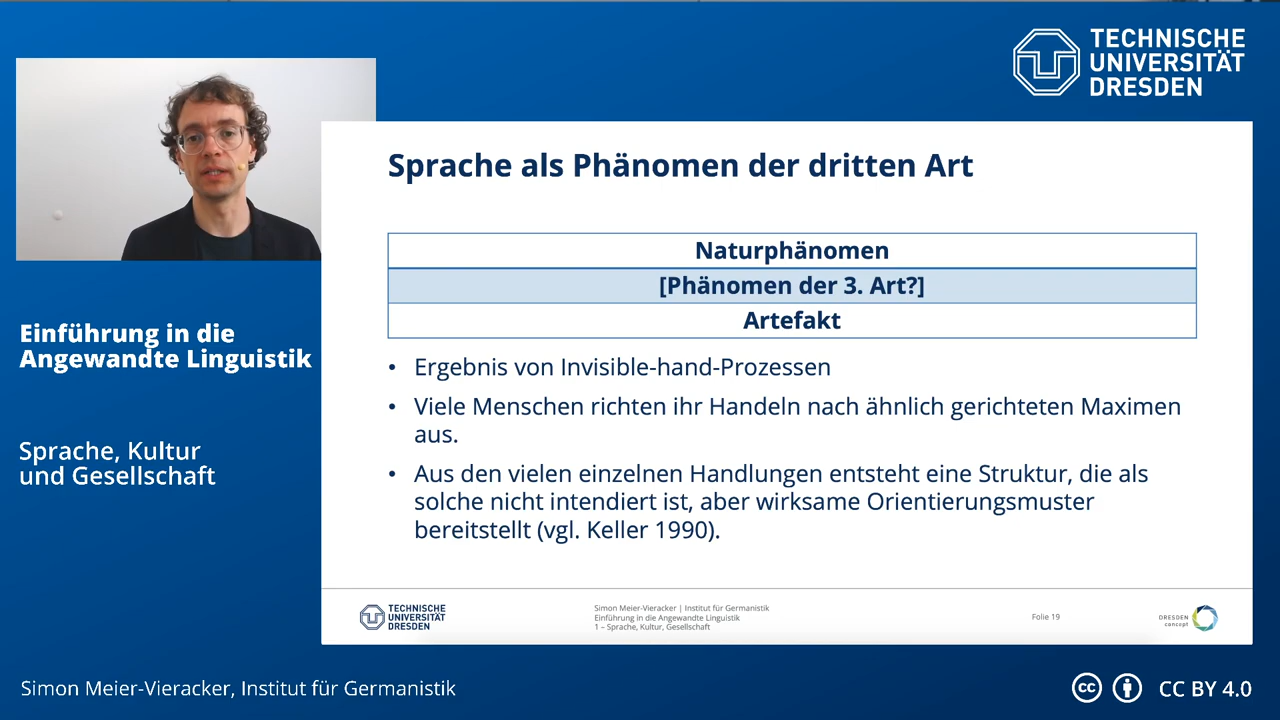 TECHNISCHE
UNIVERSITÄT
DRESDEN
Sprache als Phänomen der dritten Art
Naturphänomen
[Phänomen der 3. Art?]
Artefakt
• Ergebnis von Invisible-hand-Prozessen
• Viele Menschen richten ihr Handeln nach ähnlich gerichteten Maximen
aus.
• Aus den vielen einzelnen Handlungen entsteht eine Struktur, die als
solche nicht intendiert ist, aber wirksame Orientierungsmuster
bereitstellt (vgl. Keller 1990).
Einführung in die
Angewandte Linguistik
Sprache, Kultur
und Gesellschaft
TECHNISCHE
UNIVERSITÄT
DRESDEN
Simon Meier-Vieracker | Institut für Germanistik
Einführung in die Angewandte Linguistik
1 – Sprache, Kultur, Gesellschaft
Folie 19
DRESDEN
concept
Simon Meier-Vieracker, Institut für Germanistik
cc
CC BY 4.0